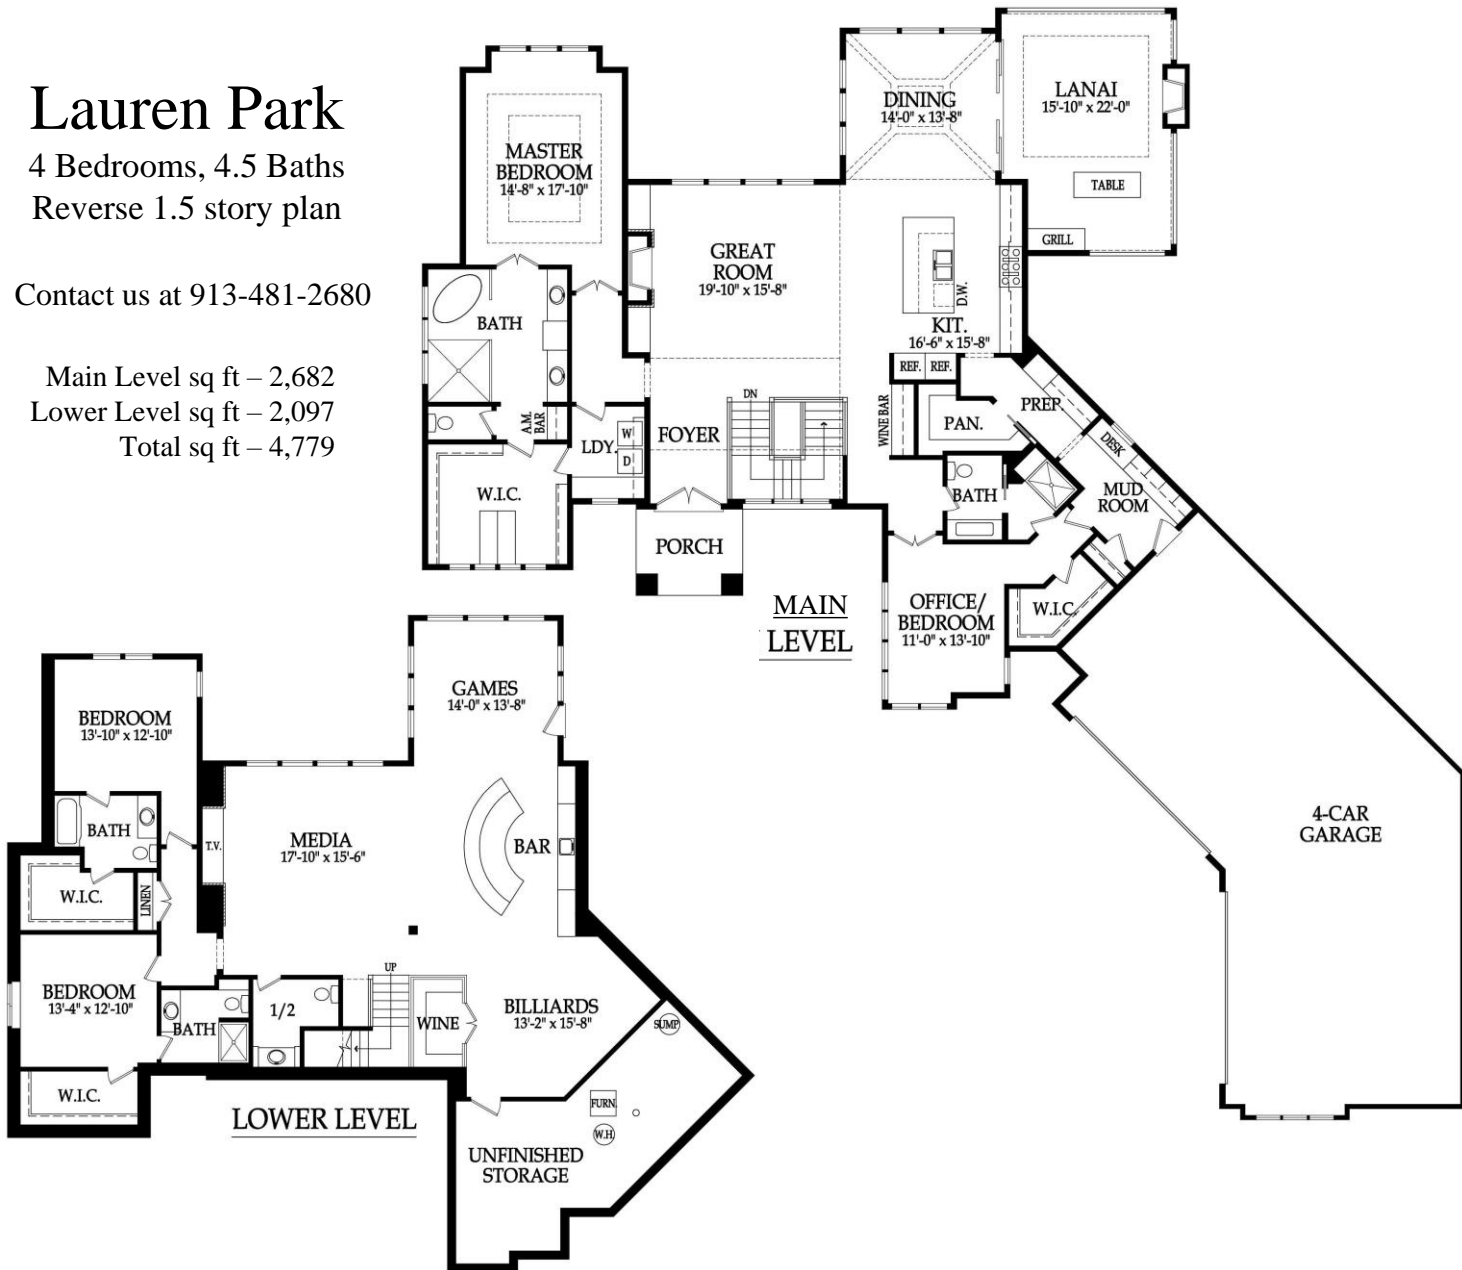 Lauren Park
4 Bedrooms, 4.5 Baths
Reverse 1.5 story plan
Contact us at 913-481-2680
Main Level sq ft – 2,682
Lower Level sq ft – 2,097
Total sq ft – 4,779
MASTER
BEDROOM
14'-8" x 17'-10"
DINING
14'-0" x 13'-8"
LANAI
15'-10" x 22'-0"
TABLE
GRILL
GREAT
ROOM
19'-10" x 15'-8"
D.W.
KIT.
16'-6" x 15'-8"
BATH
REF.
REF.
A.M.
BAR
LDY.
W
D
FOYER
DN
WINE BAR
PAN.
PREP.
DESK
MUD
ROOM
BATH
W.I.C.
PORCH
OFFICE/
BEDROOM
11'-0" x 13'-10"
W.I.C.
MAIN
LEVEL
4-CAR
GARAGE
GAMES
14'-0" x 13'-8"
BEDROOM
13'-10" x 12'-10"
BATH
T.V.
MEDIA
17'-10" x 15'-6"
BAR
W.I.C.
LINEN
BEDROOM
13'-4" x 12'-10"
BATH
1/2
UP
WINE
BILLIARDS
13'-2" x 15'-8"
SUMP
W.I.C.
FURN.
W.H
LOWER LEVEL
UNFINISHED
STORAGE